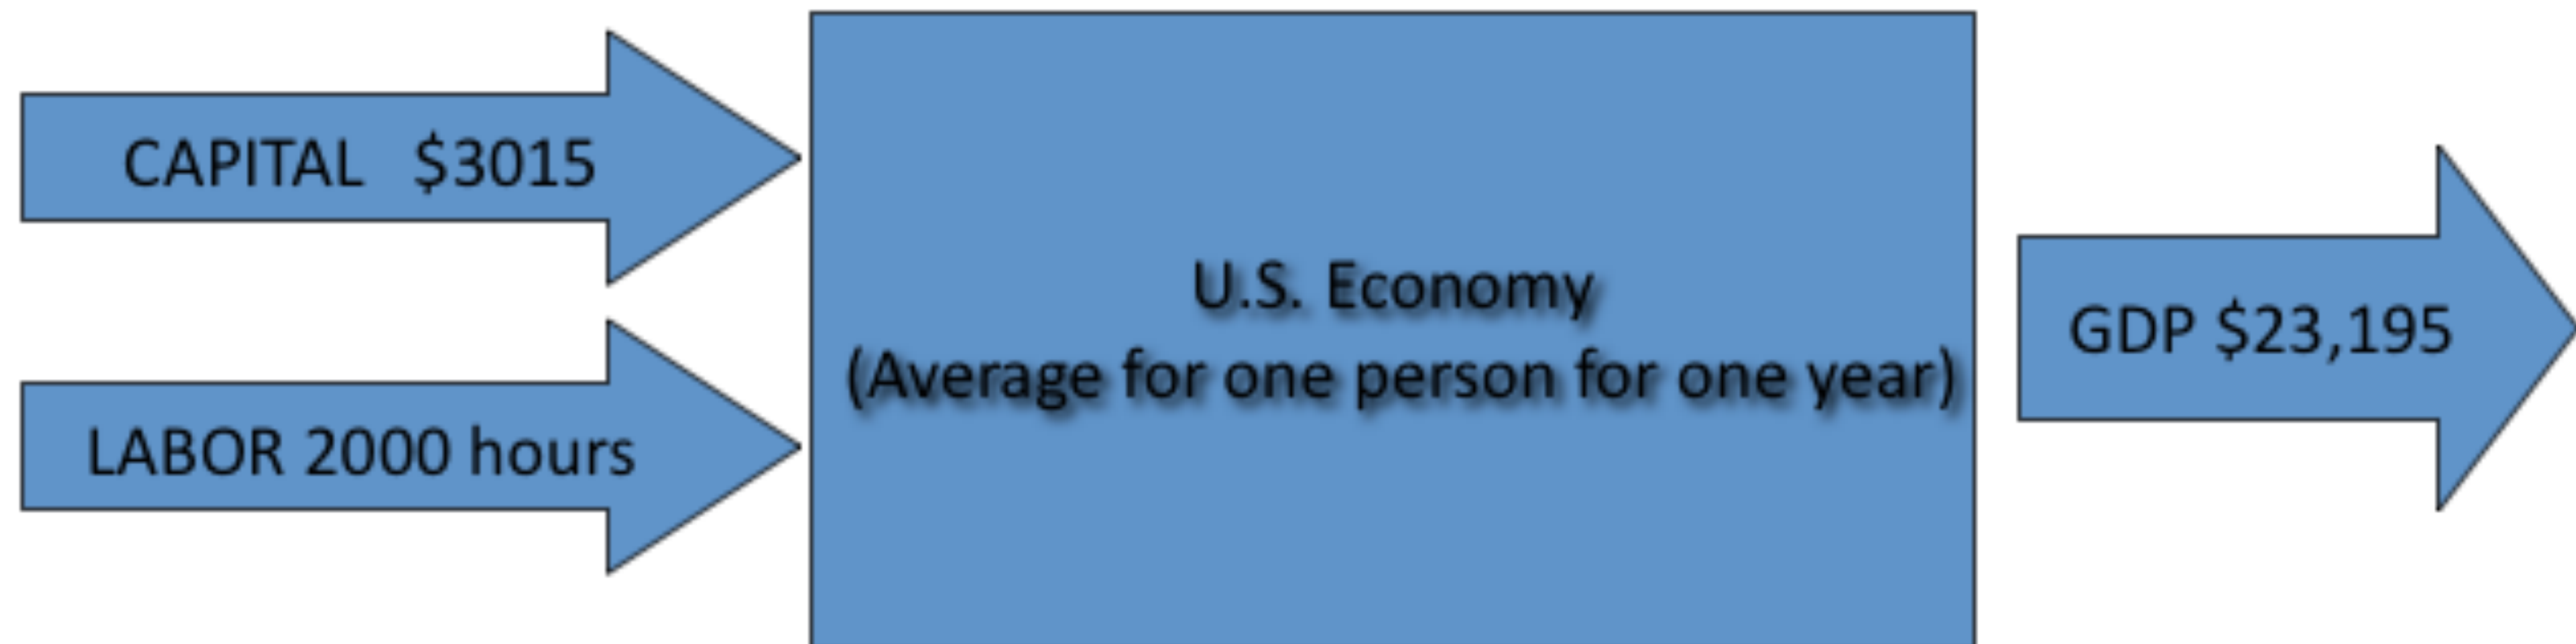 CAPITAL $3015
LABOR 2000 hours
U.S. Economy
(Average for one person for one year)
GDP $23,195